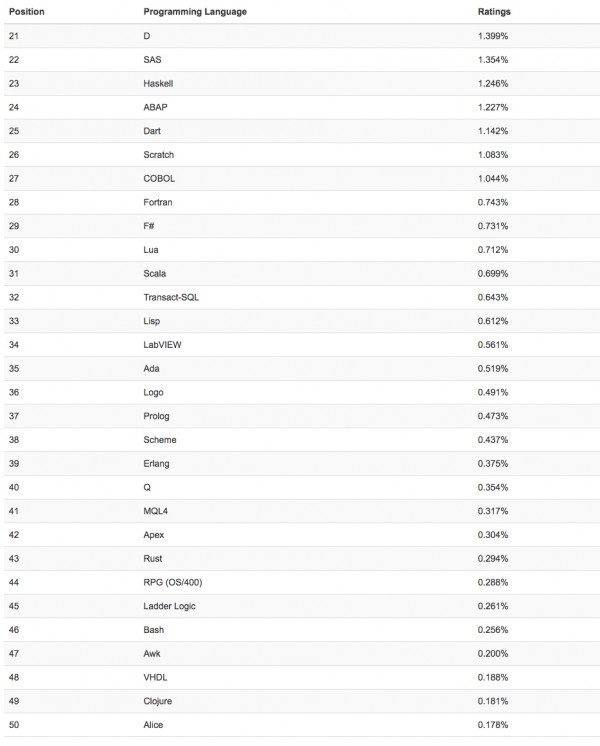 Position Programming Language Ratings
21 D 1.399%
22 SAS 1.354%
23 Haskell 1.246%
24 ABAP 1.227%
25 Dart 1.142%
26 Scratch 1.083%
27 COBOL 1.044%
28 Fortran 0.743%
29 F# 0.731%
30 Lua 0.712%
31 Scala 0.699%
32 Transact-SQL 0.643%
33 Lisp 0.612%
34 LabVIEW 0.561%
35 Ada 0.519%
36 Logo 0.491%
37 Prolog 0.473%
38 Scheme 0.437%
39 Erlang 0.375%
40 Q 0.354%
41 MQL4 0.317%
42 Apex 0.304%
43 Rust 0.294%
44 RPG (OS/400) 0.288%
45 Ladder Logic 0.261%
46 Bash 0.256%
47 Awk 0.200%
48 VHDL 0.188%
49 Clojure 0.181%
50 Alice 0.178%